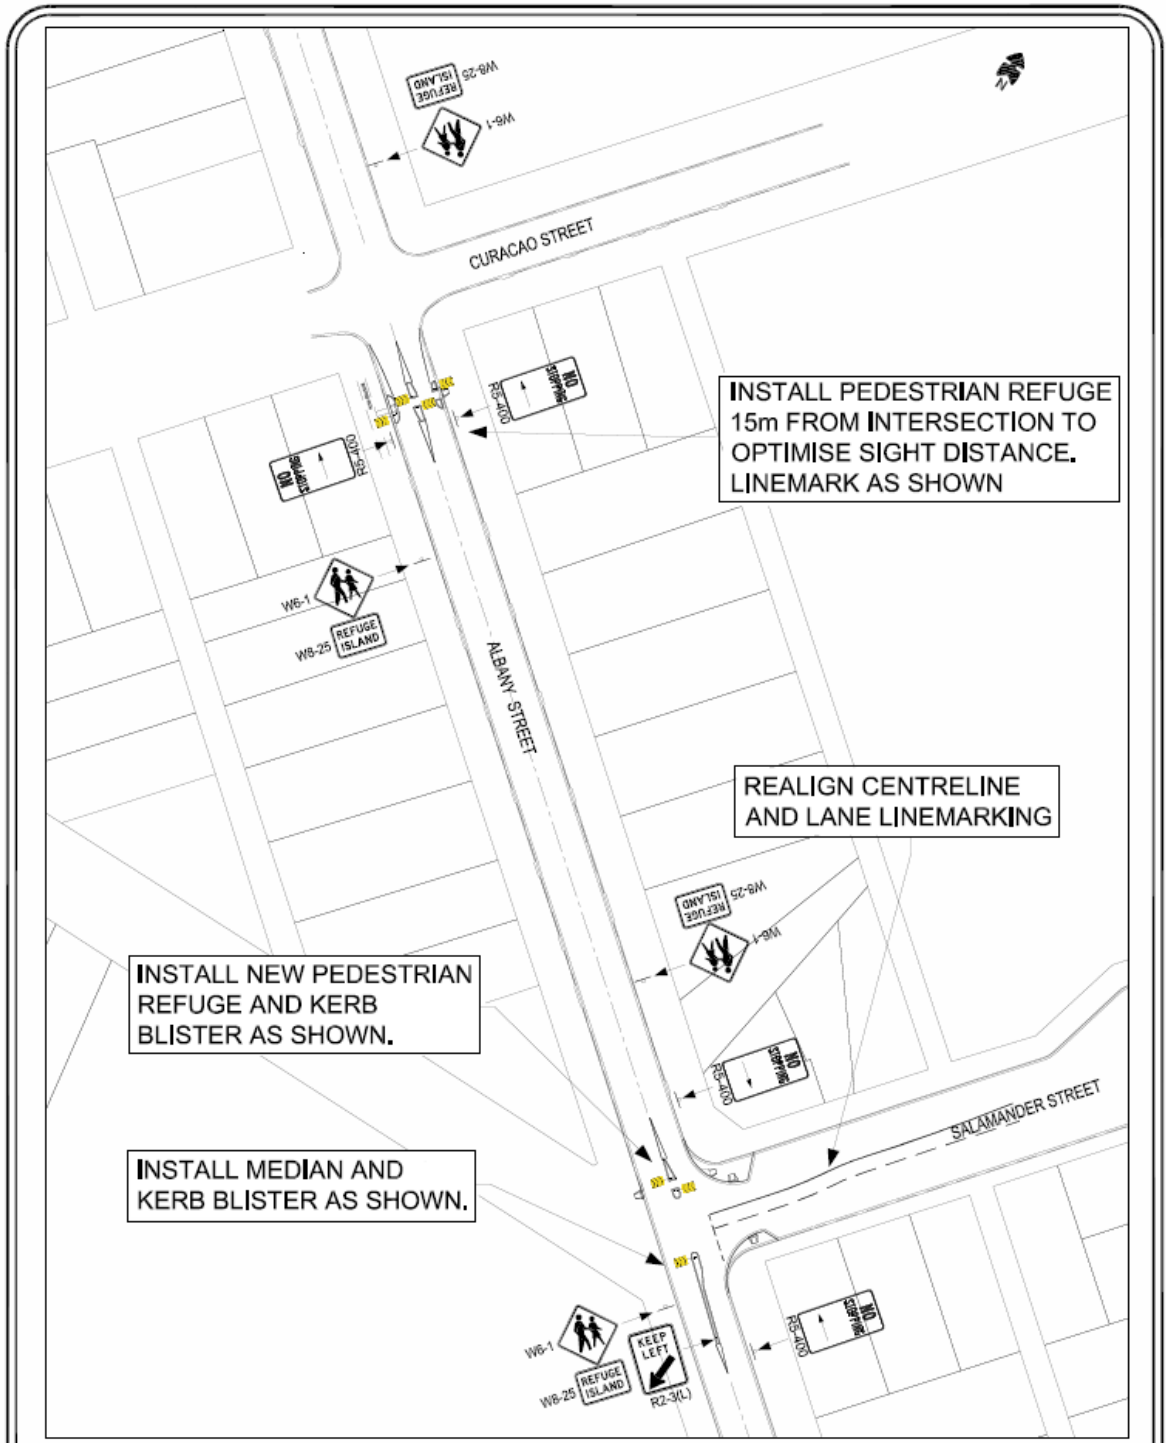 REFUGE
ISLAND
W8-25
W6-1
N
CURACAO STREET
NO
STOPPING
R5-400
INSTALL PEDESTRIAN REFUGE
15m FROM INTERSECTION TO
OPTIMISE SIGHT DISTANCE.
LINEMARK AS SHOWN
NO
STOPPING
R5-400
W6-1
W8-25
REFUGE
ISLAND
ALBANY STREET
REALIGN CENTRELINE
AND LANE LINEMARKING
REFUGE
ISLAND
W8-25
W6-1
INSTALL NEW PEDESTRIAN
REFUGE AND KERB
BLISTER AS SHOWN.
NO
STOPPING
R5-400
SALAMANDER STREET
INSTALL MEDIAN AND
KERB BLISTER AS SHOWN.
NO
STOPPING
R5-400
W6-1
W8-25
REFUGE
ISLAND
KEEP
LEFT
R2-3(L)